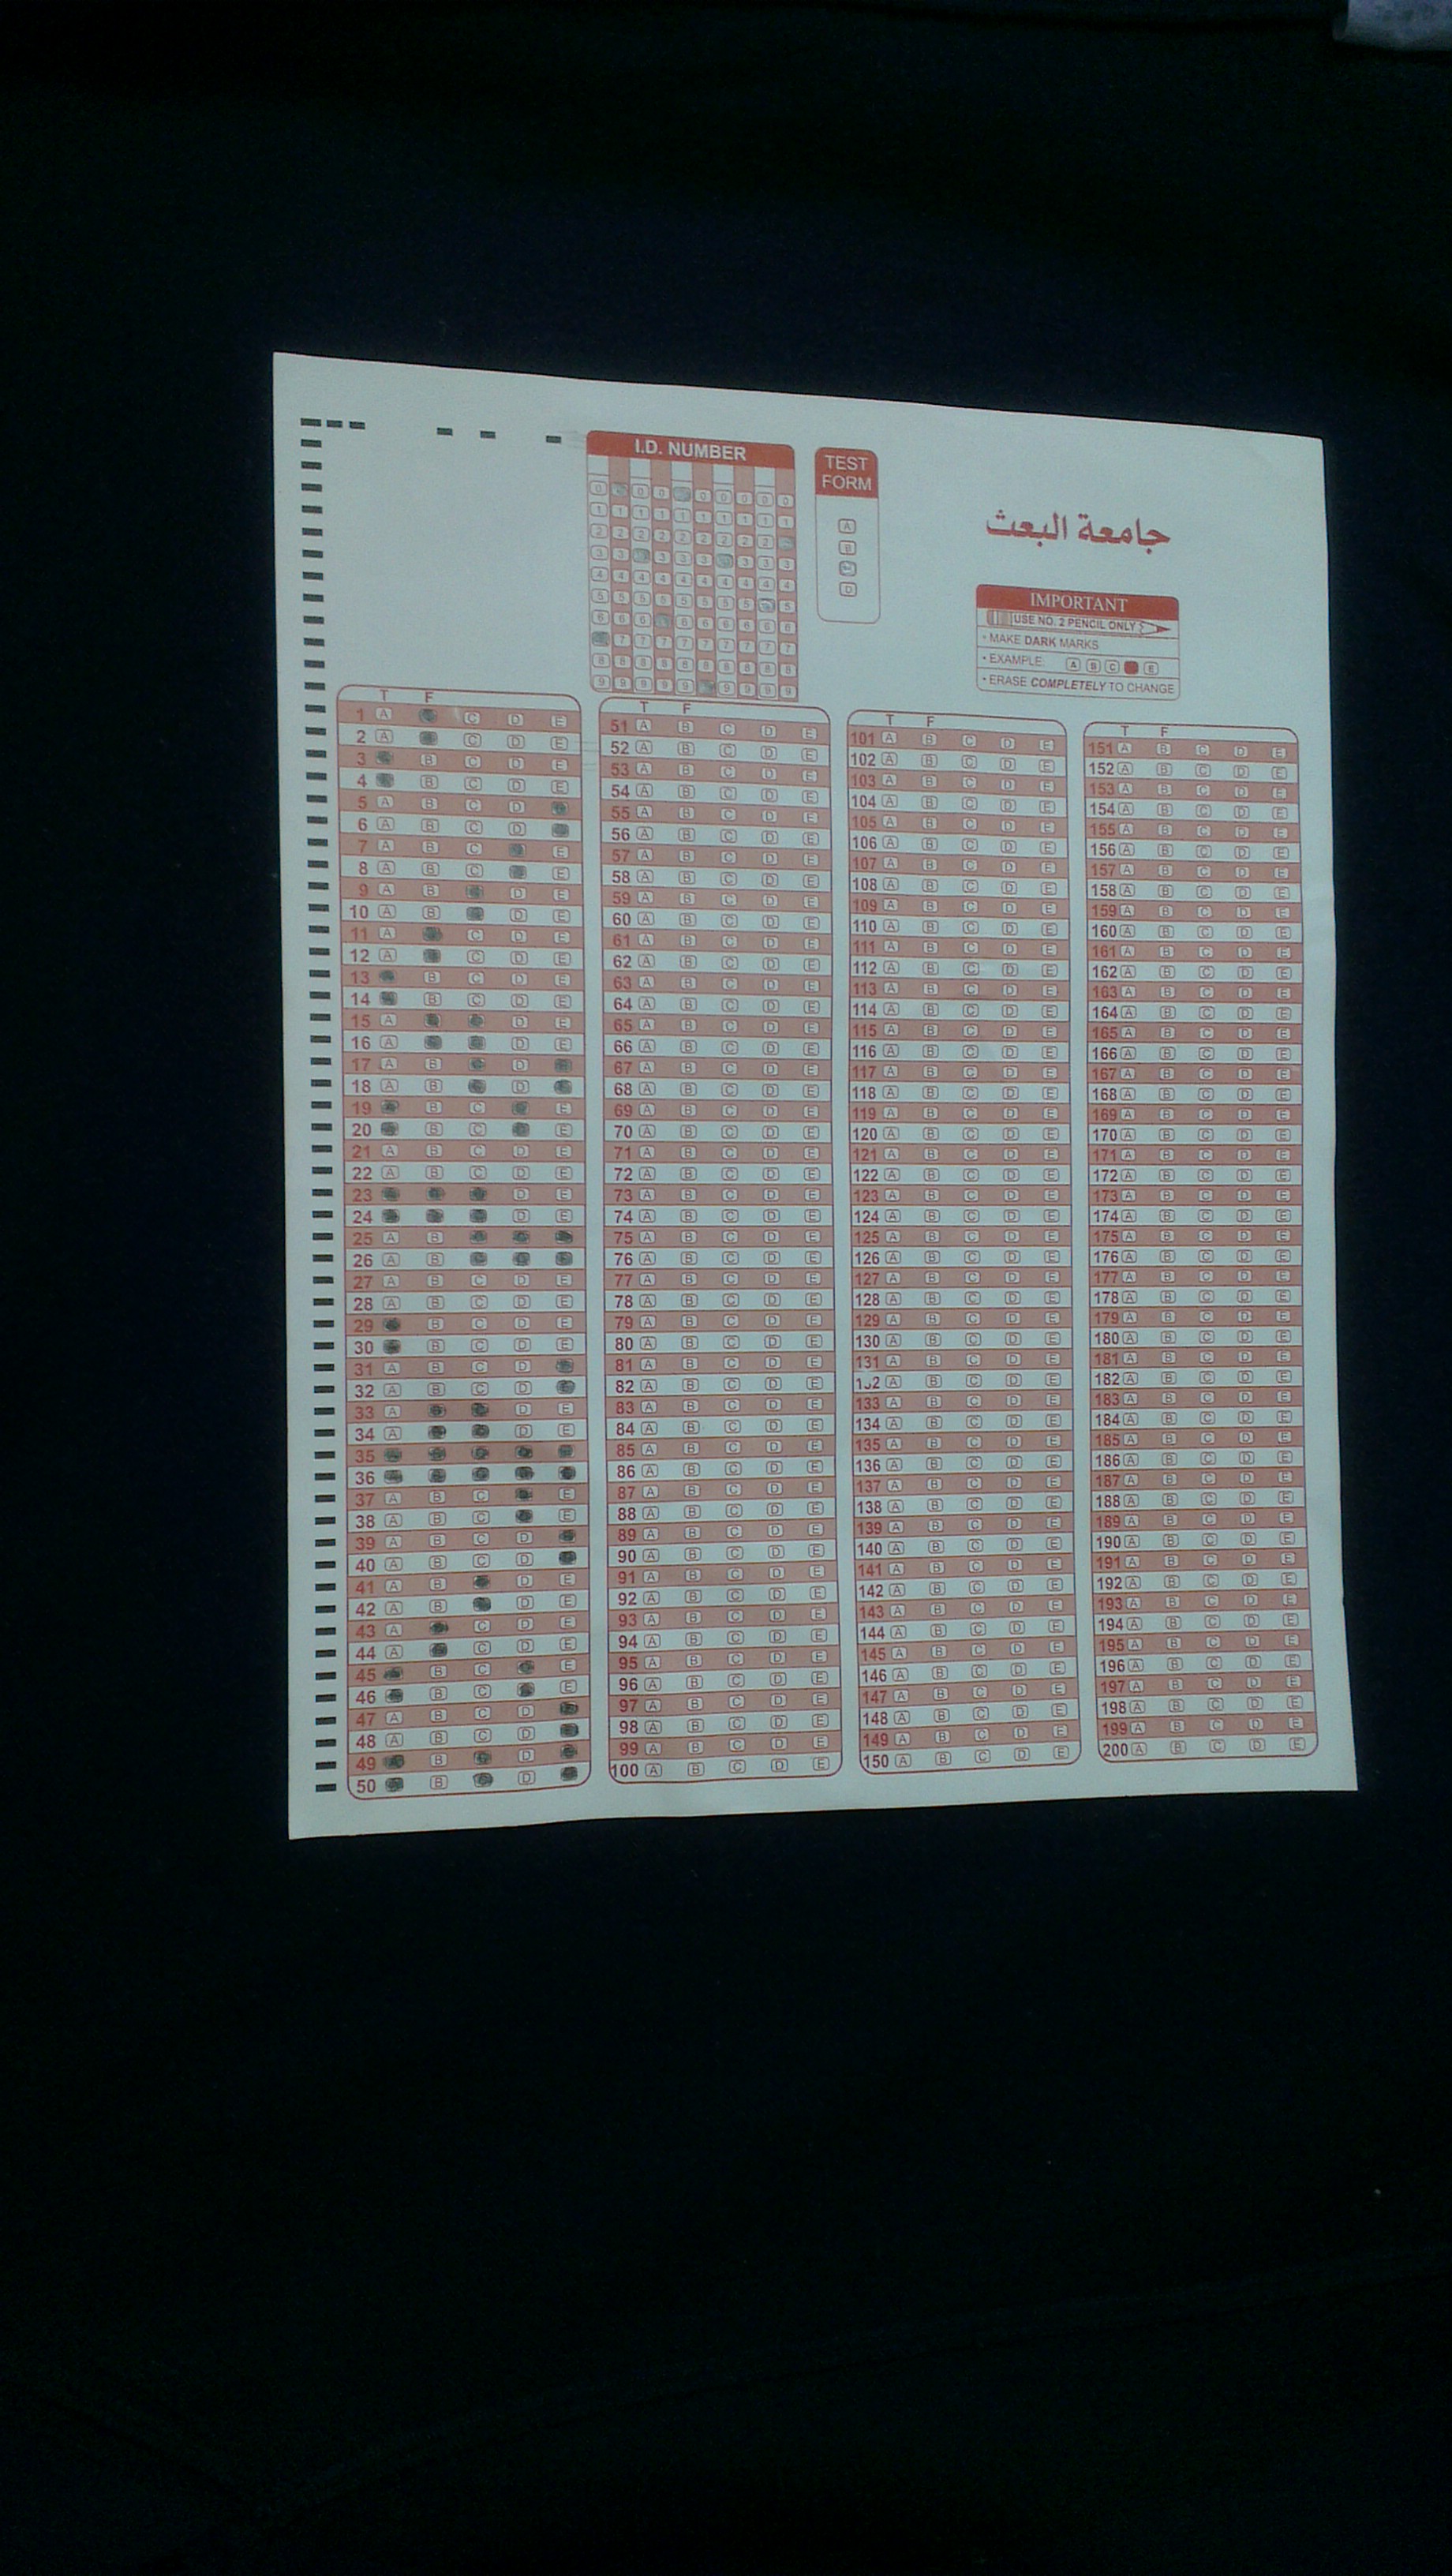 I.D. NUMBER
0 0 0 0 0 0 0 0
1 1 1 1 1 1 1 1 1 1
2 2 2 2 2 2 2 2 2
3 3 3 3 3 3 3 3
4 4 4 4 4 4 4 4 4 4
5 5 5 5 5 5 5 5 5
6 6 6 6 6 6 6 6 6
7 7 7 7 7 7 7 7 7
8 8 8 8 8 8 8 8 8 8
9 9 9 9 9 9 9 9 9
TEST
FORM
A
B
D
جامعة البعث
IMPORTANT
USE NO. 2 PENCIL ONLY
• MAKE DARK MARKS
• EXAMPLE: A B C E
• ERASE COMPLETELY TO CHANGE
T F
1 A C D E
2 A C D E
3 B C D E
4 B C D E
5 A B C D
6 A B C D
7 A B C E
8 A B C E
9 A B D E
10 A B D E
11 A C D E
12 A C D E
13 B C D E
14 B C D E
15 A D E
16 A D E
17 A B D
18 A B D
19 B C E
20 B C E
21 A B C D E
22 A B C D E
23 D E
24 D E
25 A B
26 A B
27 A B C D E
28 A B C D E
29 B C D E
30 B C D E
31 A B C D
32 A B C D
33 A D E
34 A D E
35
36
37 A B C E
38 A B C E
39 A B C D
40 A B C D
41 A B D E
42 A B D E
43 A C D E
44 A C D E
45 B C E
46 B C E
47 A B C D
48 A B C D
49 B D
50 B D
T F
51 A B C D E
52 A B C D E
53 A B C D E
54 A B C D E
55 A B C D E
56 A B C D E
57 A B C D E
58 A B C D E
59 A B C D E
60 A B C D E
61 A B C D E
62 A B C D E
63 A B C D E
64 A B C D E
65 A B C D E
66 A B C D E
67 A B C D E
68 A B C D E
69 A B C D E
70 A B C D E
71 A B C D E
72 A B C D E
73 A B C D E
74 A B C D E
75 A B C D E
76 A B C D E
77 A B C D E
78 A B C D E
79 A B C D E
80 A B C D E
81 A B C D E
82 A B C D E
83 A B C D E
84 A B C D E
85 A B C D E
86 A B C D E
87 A B C D E
88 A B C D E
89 A B C D E
90 A B C D E
91 A B C D E
92 A B C D E
93 A B C D E
94 A B C D E
95 A B C D E
96 A B C D E
97 A B C D E
98 A B C D E
99 A B C D E
100 A B C D E
T F
101 A B C D E
102 A B C D E
103 A B C D E
104 A B C D E
105 A B C D E
106 A B C D E
107 A B C D E
108 A B C D E
109 A B C D E
110 A B C D E
111 A B C D E
112 A B C D E
113 A B C D E
114 A B C D E
115 A B C D E
116 A B C D E
117 A B C D E
118 A B C D E
119 A B C D E
120 A B C D E
121 A B C D E
122 A B C D E
123 A B C D E
124 A B C D E
125 A B C D E
126 A B C D E
127 A B C D E
128 A B C D E
129 A B C D E
130 A B C D E
131 A B C D E
132 A B C D E
133 A B C D E
134 A B C D E
135 A B C D E
136 A B C D E
137 A B C D E
138 A B C D E
139 A B C D E
140 A B C D E
141 A B C D E
142 A B C D E
143 A B C D E
144 A B C D E
145 A B C D E
146 A B C D E
147 A B C D E
148 A B C D E
149 A B C D E
150 A B C D E
T F
151 A B C D E
152 A B C D E
153 A B C D E
154 A B C D E
155 A B C D E
156 A B C D E
157 A B C D E
158 A B C D E
159 A B C D E
160 A B C D E
161 A B C D E
162 A B C D E
163 A B C D E
164 A B C D E
165 A B C D E
166 A B C D E
167 A B C D E
168 A B C D E
169 A B C D E
170 A B C D E
171 A B C D E
172 A B C D E
173 A B C D E
174 A B C D E
175 A B C D E
176 A B C D E
177 A B C D E
178 A B C D E
179 A B C D E
180 A B C D E
181 A B C D E
182 A B C D E
183 A B C D E
184 A B C D E
185 A B C D E
186 A B C D E
187 A B C D E
188 A B C D E
189 A B C D E
190 A B C D E
191 A B C D E
192 A B C D E
193 A B C D E
194 A B C D E
195 A B C D E
196 A B C D E
197 A B C D E
198 A B C D E
199 A B C D E
200 A B C D E